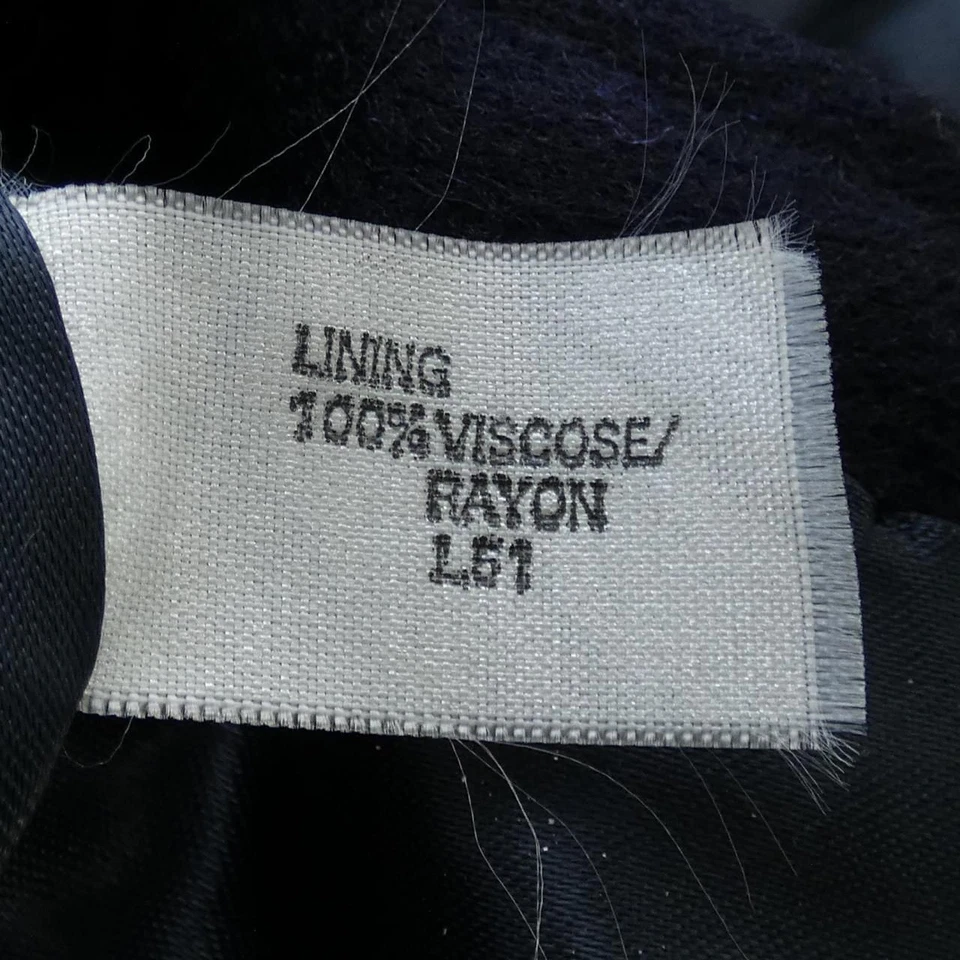 LINING
100% VISCOSE/
RAYON
L51